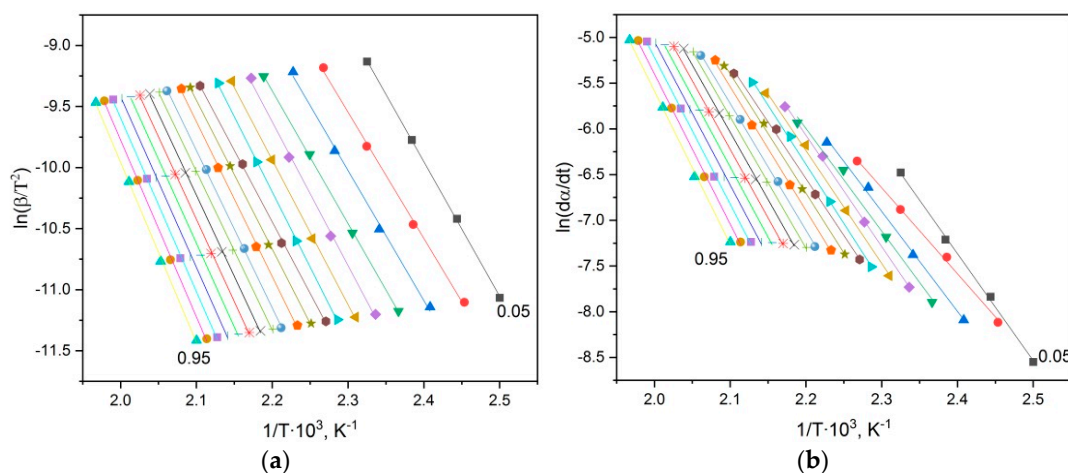 -9.0
-9.5
-10.0
-10.5
-11.0
-11.5
ln(β/T²)
0.95
0.05
2.0 2.1 2.2 2.3 2.4 2.5
1/T·10³, K⁻¹
(a)
-5.0
-5.5
-6.0
-6.5
-7.0
-7.5
-8.0
-8.5
ln(dα/dt)
0.95
0.05
2.0 2.1 2.2 2.3 2.4 2.5
1/T·10³, K⁻¹
(b)